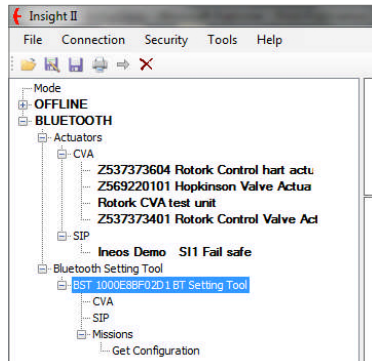 Insight II
File Connection Security Tools Help
Mode
OFFLINE
BLUETOOTH
Actuators
CVA
Z537373604 Rotork Control hart actu
Z569220101 Hopkinson Valve Actua
Rotork CVA test unit
Z537373401 Rotork Control Valve Act
SIP
Ineos Demo SI1 Fail safe
Bluetooth Setting Tool
BST 1000E8BF02D1 BT Setting Tool
CVA
SIP
Missions
Get Configuration